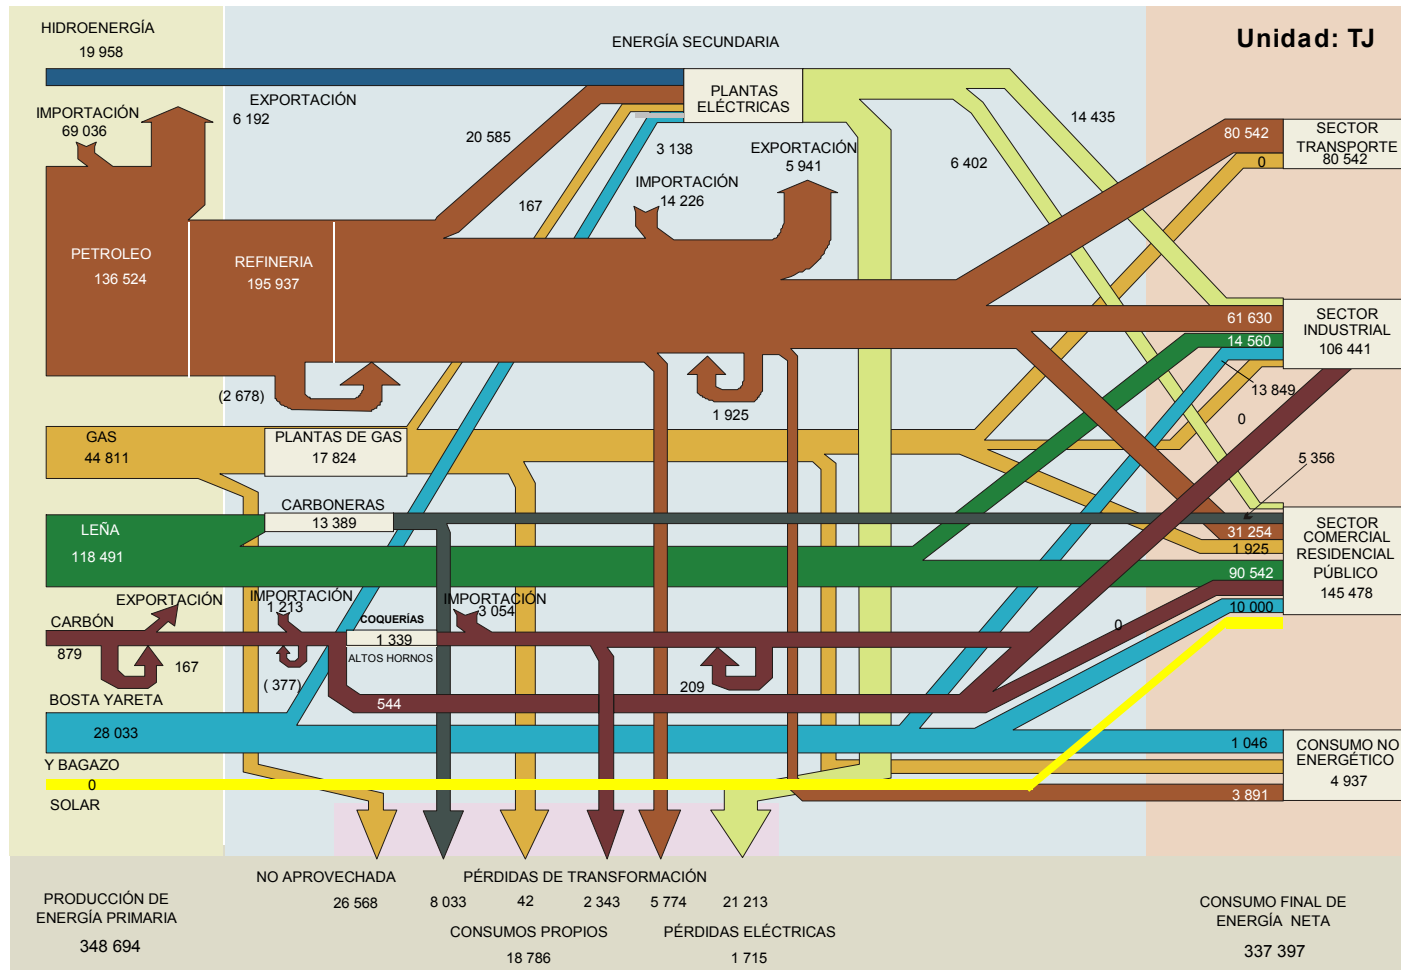 HIDROENERGÍA
19 958
ENERGÍA SECUNDARIA
Unidad: TJ
IMPORTACIÓN
69 036
EXPORTACIÓN
6 192
PLANTAS
ELÉCTRICAS
20 585
3 138
167
EXPORTACIÓN
5 941
IMPORTACIÓN
14 226
14 435
6 402
80 542
0
SECTOR
TRANSPORTE
80 542
PETROLEO
136 524
REFINERIA
195 937
61 630
14 560
SECTOR
INDUSTRIAL
106 441
(2 678)
1 925
13 849
0
GAS
44 811
PLANTAS DE GAS
17 824
5 356
CARBONERAS
13 389
LEÑA
118 491
31 254
1 925
90 542
10 000
SECTOR
COMERCIAL
RESIDENCIAL
PÚBLICO
145 478
EXPORTACIÓN
IMPORTACIÓN
1 213
IMPORTACIÓN
3 054
CARBÓN
879
167
COQUERÍAS
1 339
ALTOS HORNOS
( 377)
209
0
544
BOSTA YARETA
28 033
Y BAGAZO
0
SOLAR
1 046
3 891
CONSUMO NO
ENERGÉTICO
4 937
NO APROVECHADA
26 568
8 033
PÉRDIDAS DE TRANSFORMACIÓN
42
2 343
5 774
21 213
CONSUMOS PROPIOS
18 786
PÉRDIDAS ELÉCTRICAS
1 715
PRODUCCIÓN DE
ENERGÍA PRIMARIA
348 694
CONSUMO FINAL DE
ENERGÍA NETA
337 397